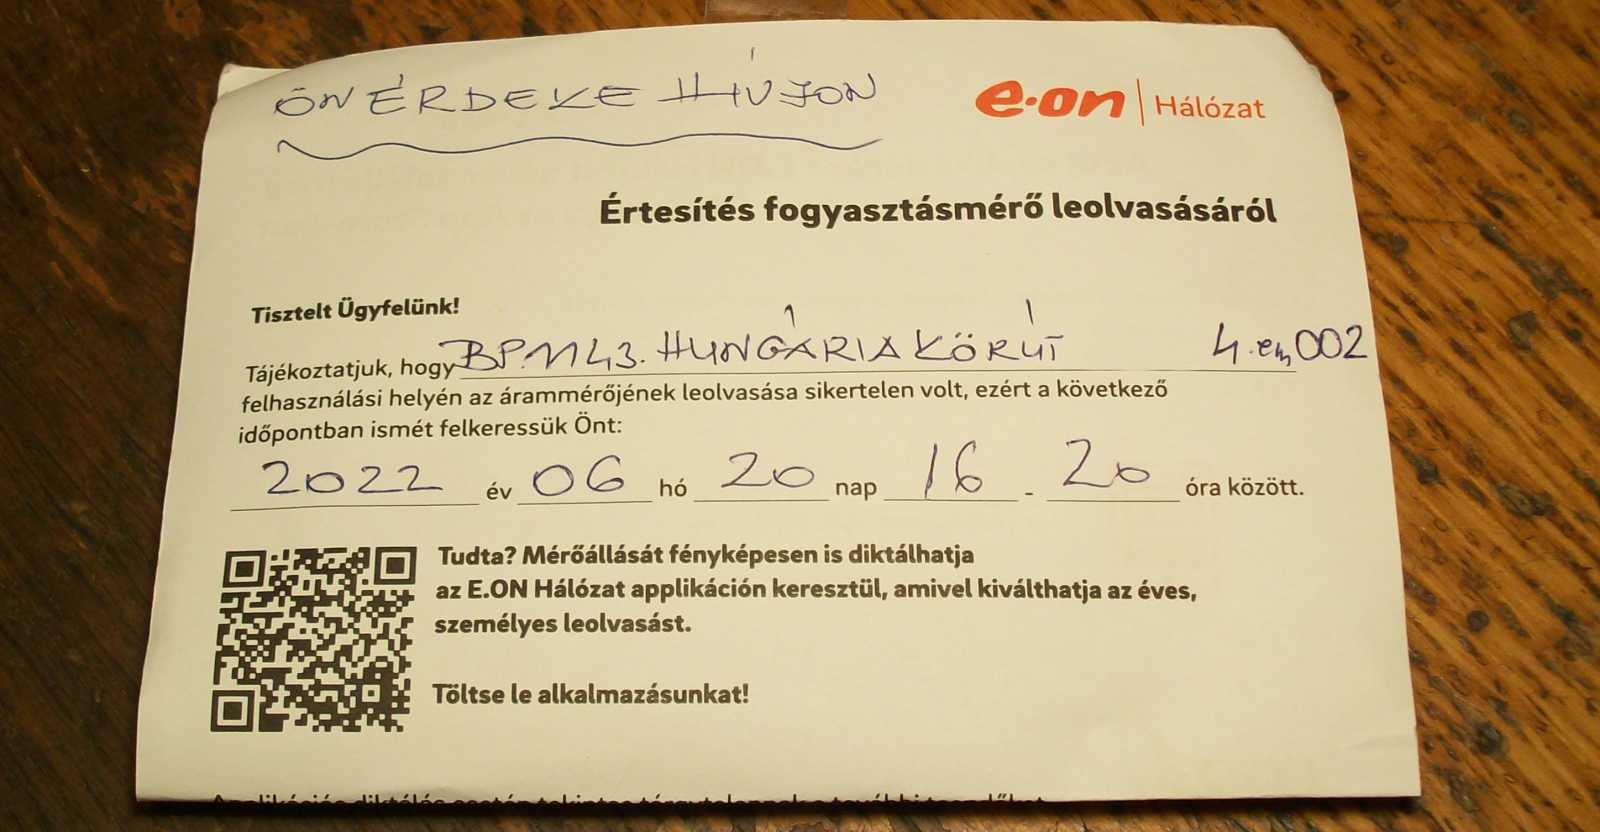 ÖN ÉRDEKE HÍVJON
e·on | Hálózat
Értesítés fogyasztásmérő leolvasásáról
Tisztelt Ügyfelünk!
Tájékoztatjuk, hogy BP. 1143. HUNGÁRIA KÖRÚT 4. em, 002
felhasználási helyén az árammérőjének leolvasása sikertelen volt, ezért a következő
időpontban ismét felkeressük Önt:
2022 év 06 hó 20 nap 16 - 20 óra között.
Tudta? Mérőállását fényképesen is diktálhatja
az E.ON Hálózat applikáción keresztül, amivel kiválthatja az éves,
személyes leolvasást.
Töltse le alkalmazásunkat!